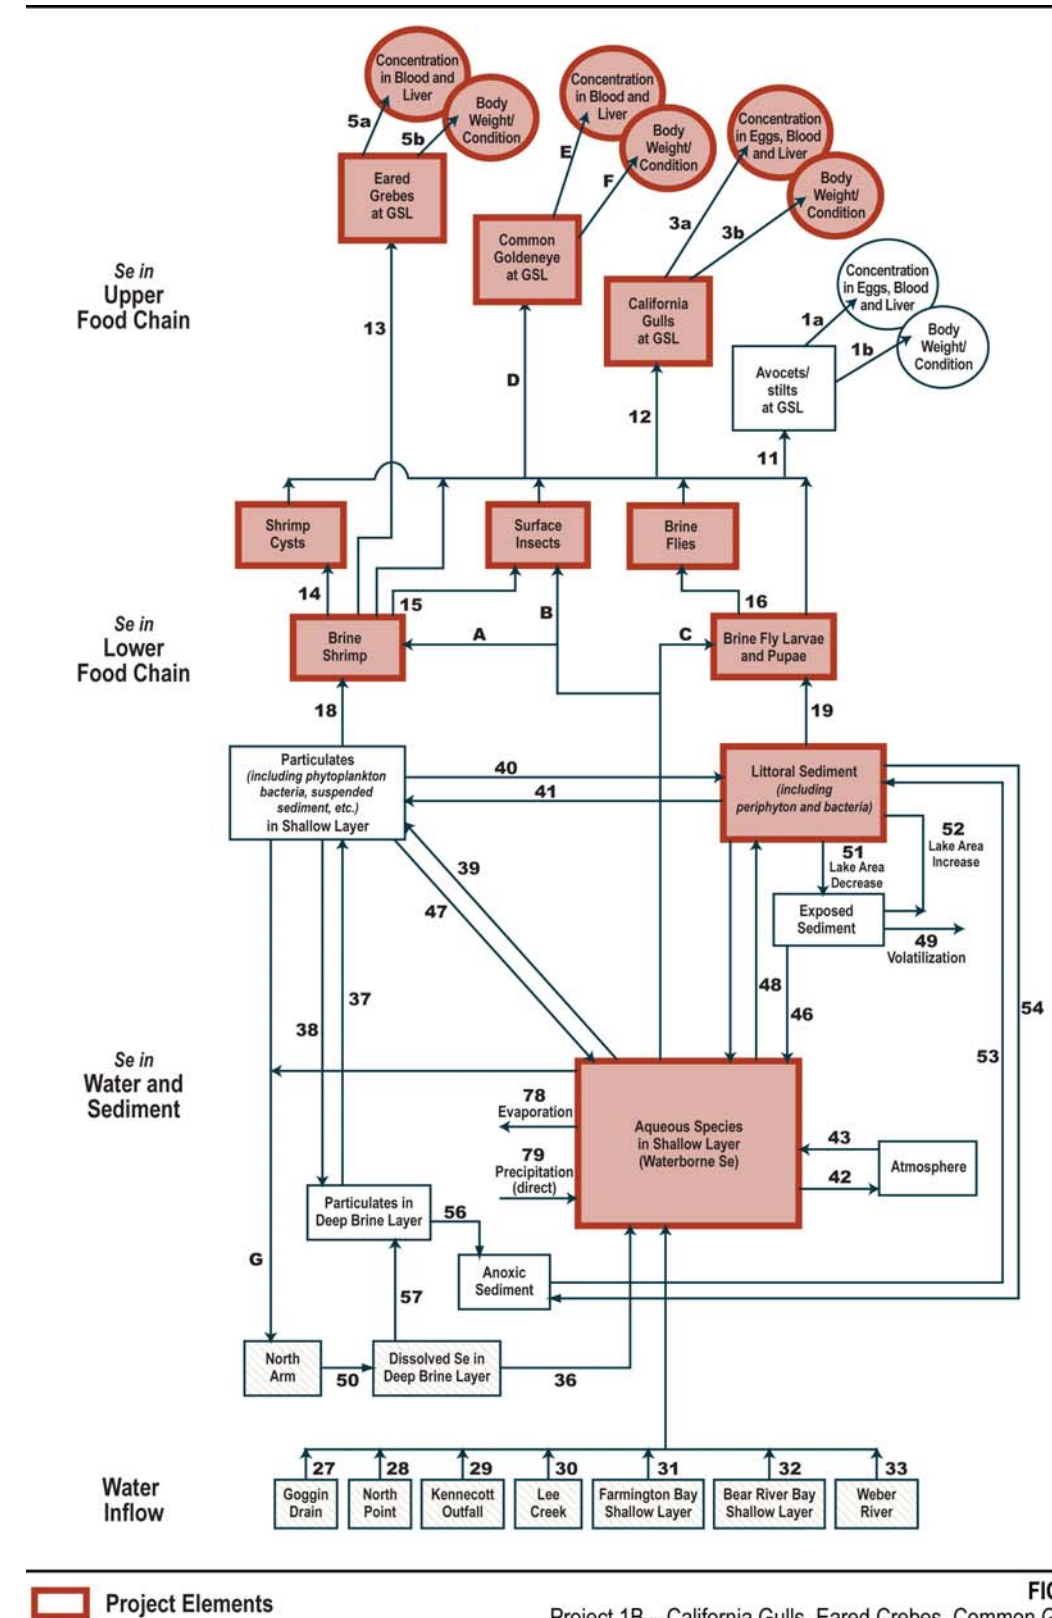 Concentration
in Blood and
Liver
Body
Weight/
Condition
5a
5b
Eared
Grebes
at GSL
Concentration
in Blood and
Liver
Body
Weight/
Condition
E
F
Common
Goldeneye
at GSL
Concentration
in Eggs, Blood
and Liver
Body
Weight/
Condition
3a
3b
California
Gulls
at GSL
Concentration
in Eggs, Blood
and Liver
Body
Weight/
Condition
1a
1b
Avocets/
stilts
at GSL
Se in
Upper
Food Chain
13
D
12
11
Shrimp
Cysts
Surface
Insects
Brine
Flies
14
15
B
16
Se in
Lower
Food Chain
Brine
Shrimp
A
C
Brine Fly Larvae
and Pupae
18
19
Particulates
(including phytoplankton
bacteria, suspended
sediment, etc.)
in Shallow Layer
40
41
Littoral Sediment
(including
periphyton and bacteria)
39
47
51
Lake Area
Decrease
52
Lake Area
Increase
Exposed
Sediment
49
Volatilization
37
38
48
46
54
53
Se in
Water and
Sediment
78
Evaporation
79
Precipitation
(direct)
Aqueous Species
in Shallow Layer
(Waterborne Se)
43
42
Atmosphere
Particulates in
Deep Brine Layer
56
Anoxic
Sediment
G
57
North
Arm
50
Dissolved Se in
Deep Brine Layer
36
Water
Inflow
27
28
29
30
31
32
33
Goggin
Drain
North
Point
Kennecott
Outfall
Lee
Creek
Farmington Bay
Shallow Layer
Bear River Bay
Shallow Layer
Weber
River
Project Elements
Project 1B – California Gulls, Eared Grebes, Common